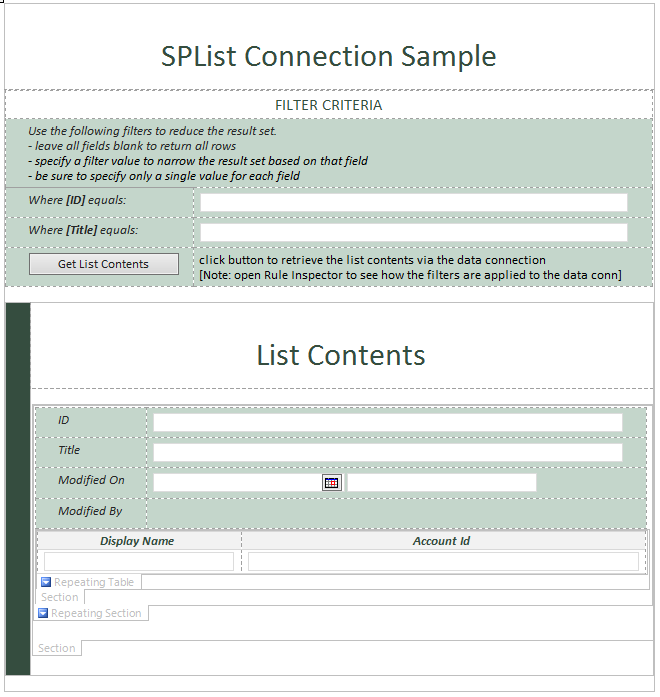 SPList Connection Sample
FILTER CRITERIA
Use the following filters to reduce the result set.
- leave all fields blank to return all rows
- specify a filter value to narrow the result set based on that field
- be sure to specify only a single value for each field
Where [ID] equals:
Where [Title] equals:
Get List Contents
click button to retrieve the list contents via the data connection
[Note: open Rule Inspector to see how the filters are applied to the data conn]
List Contents
ID
Title
Modified On
Modified By
Display Name Account Id
Repeating Table
Section
Repeating Section
Section